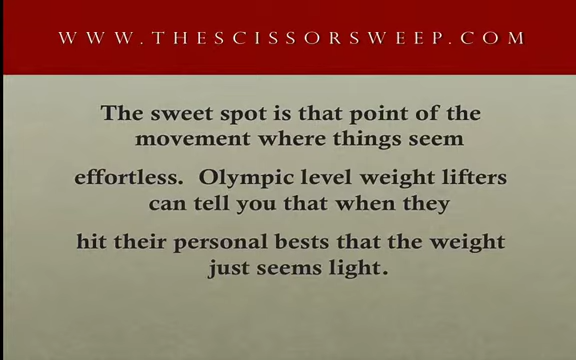 WWW.THESCISSORSWEEP.COM
The sweet spot is that point of the
movement where things seem
effortless.  Olympic level weight lifters
can tell you that when they
hit their personal bests that the weight
just seems light.